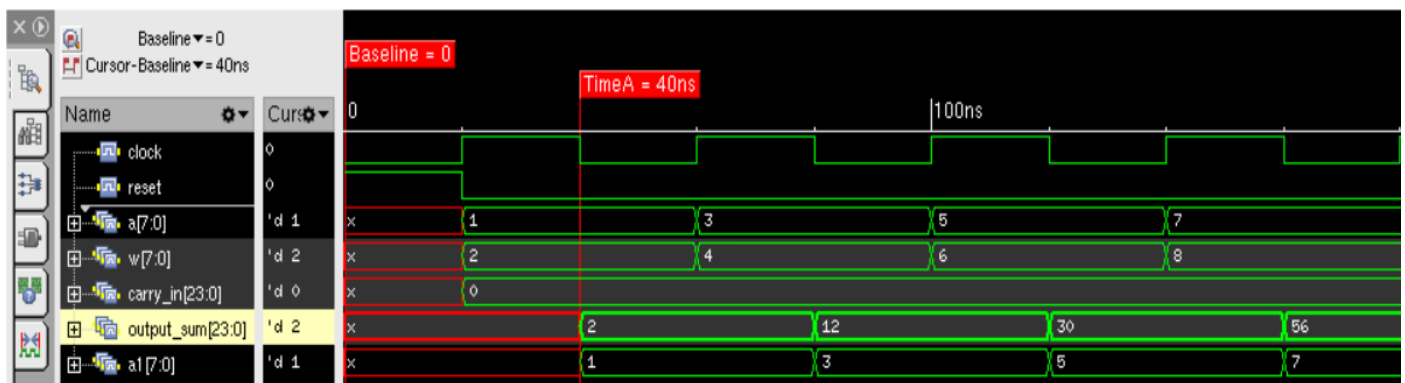 Baseline▼= 0
Cursor-Baseline▼= 40ns
Baseline = 0
TimeA = 40ns
Name Curs▼ 0 100ns
clock 0
reset 0
a[7:0] 'd 1 x 1 3 5 7
w[7:0] 'd 2 x 2 4 6 8
carry_in[23:0] 'd 0 x 0
output_sum[23:0] 'd 2 x 2 12 30 56
a1[7:0] 'd 1 x 1 3 5 7